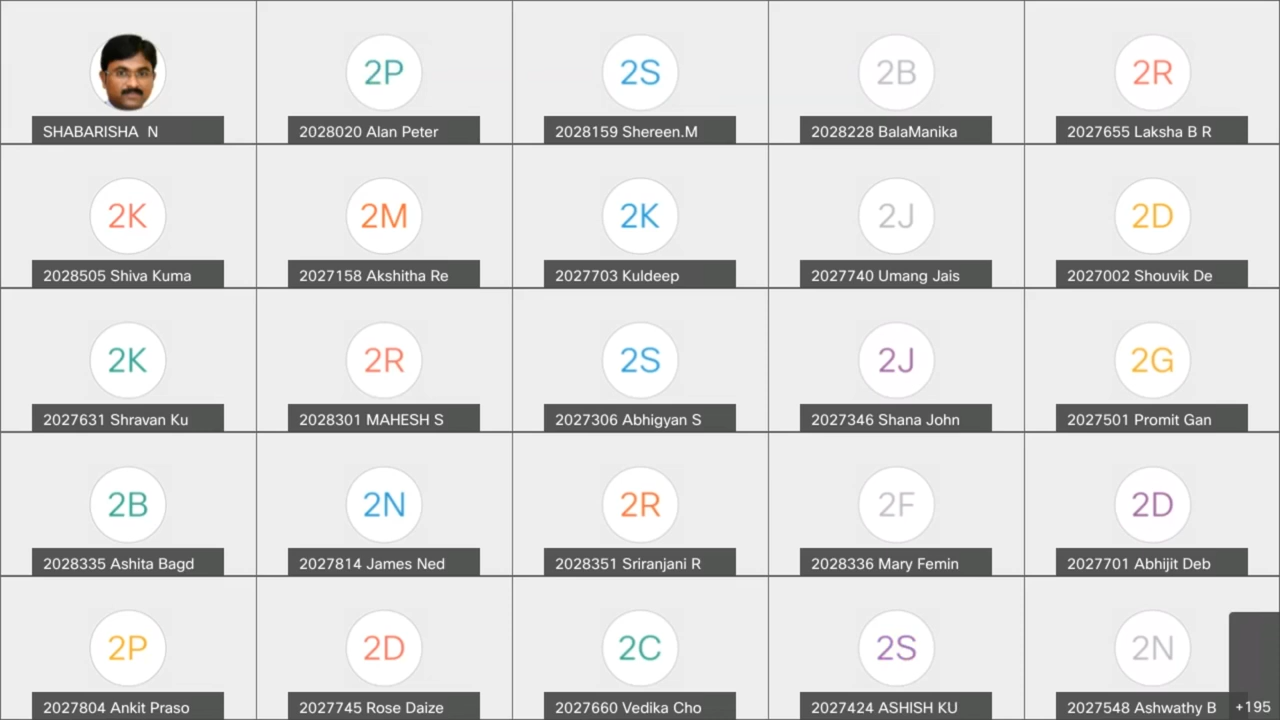 SHABARISHA N
2P
2028020 Alan Peter
2S
2028159 Shereen.M
2B
2028228 BalaManika
2R
2027655 Laksha B R
2K
2028505 Shiva Kuma
2M
2027158 Akshitha Re
2K
2027703 Kuldeep
2J
2027740 Umang Jais
2D
2027002 Shouvik De
2K
2027631 Shravan Ku
2R
2028301 MAHESH S
2S
2027306 Abhigyan S
2J
2027346 Shana John
2G
2027501 Promit Gan
2B
2028335 Ashita Bagd
2N
2027814 James Ned
2R
2028351 Sriranjani R
2F
2028336 Mary Femin
2D
2027701 Abhijit Deb
2P
2027804 Ankit Praso
2D
2027745 Rose Daize
2C
2027660 Vedika Cho
2S
2027424 ASHISH KU
2N
2027548 Ashwathy B
+195